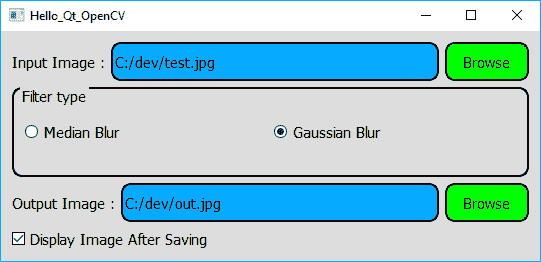 Hello_Qt_OpenCV
Input Image : C:/dev/test.jpg Browse
Filter type
Median Blur Gaussian Blur
Output Image : C:/dev/out.jpg Browse
Display Image After Saving